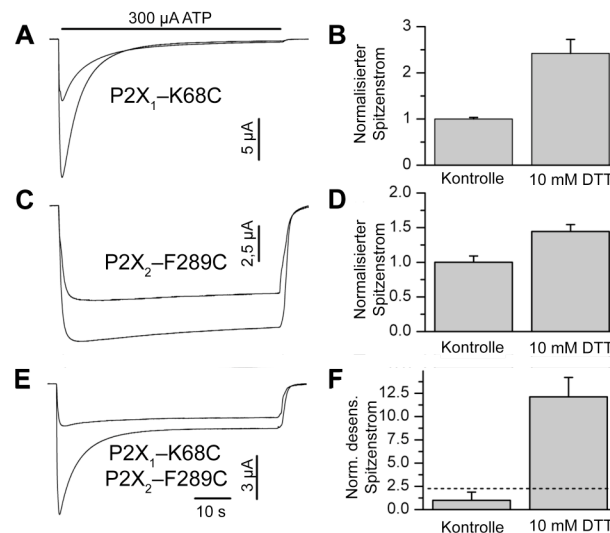 300 µA ATP
A
P2X1–K68C
5 µA
B
Normalisierter
Spitzenstrom
3
2
1
0
Kontrolle
10 mM DTT
C
P2X2–F289C
2,5 µA
D
Normalisierter
Spitzenstrom
2.0
1.5
1.0
0.5
0.0
Kontrolle
10 mM DTT
E
P2X1–K68C
P2X2–F289C
10 s
3 µA
F
Norm. desens.
Spitzenstrom
12.5
10.0
7.5
5.0
2.5
0.0
Kontrolle
10 mM DTT